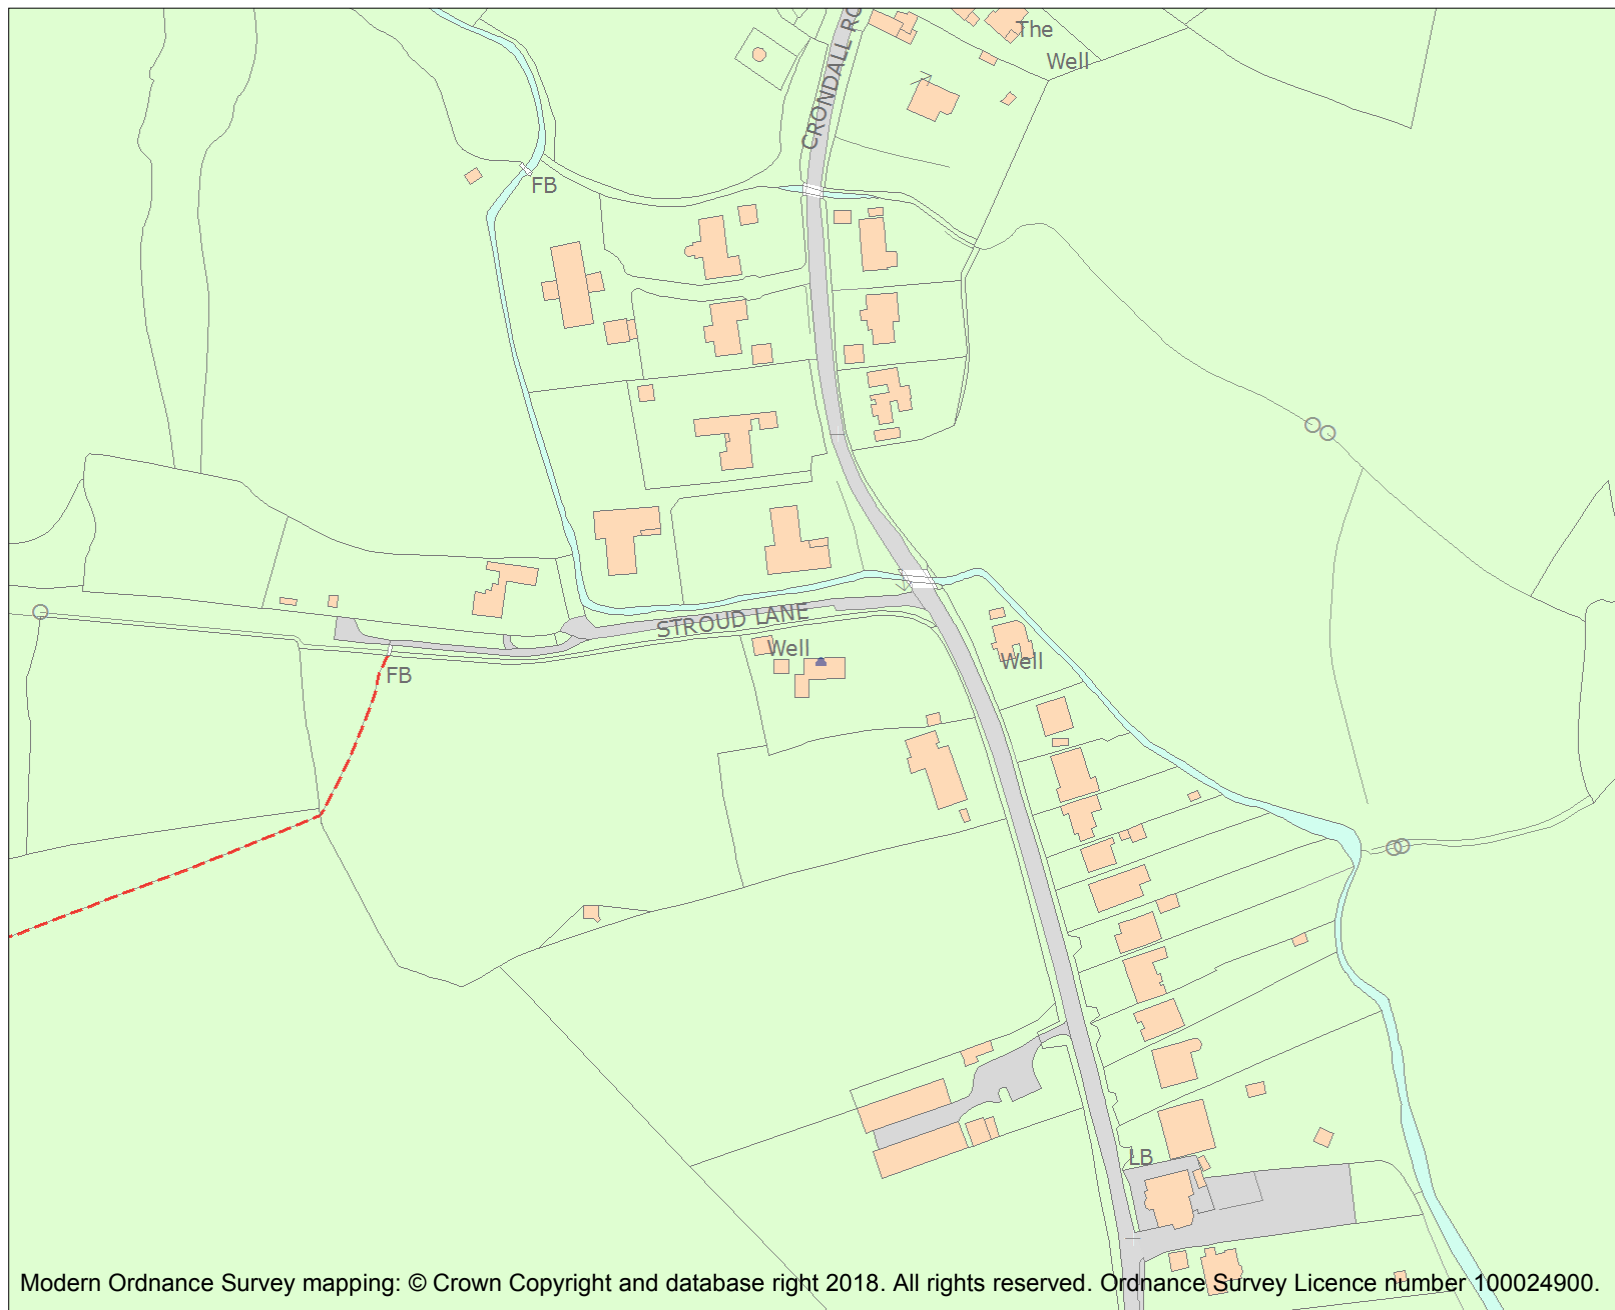 The
Well
CRONDALL RO
FB
STROUD LANE
Well
Well
FB
LB
Modern Ordnance Survey mapping: © Crown Copyright and database right 2018. All rights reserved. Ordnance Survey Licence number 100024900.